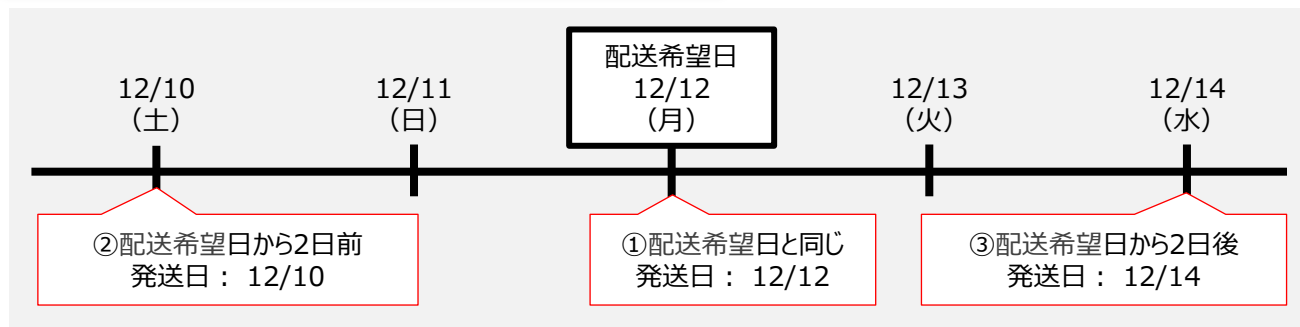 配送希望日
12/12
（月）
12/10
（土）
12/11
（日）
12/13
（火）
12/14
（水）
②配送希望日から2日前
発送日： 12/10
①配送希望日と同じ
発送日： 12/12
③配送希望日から2日後
発送日： 12/14